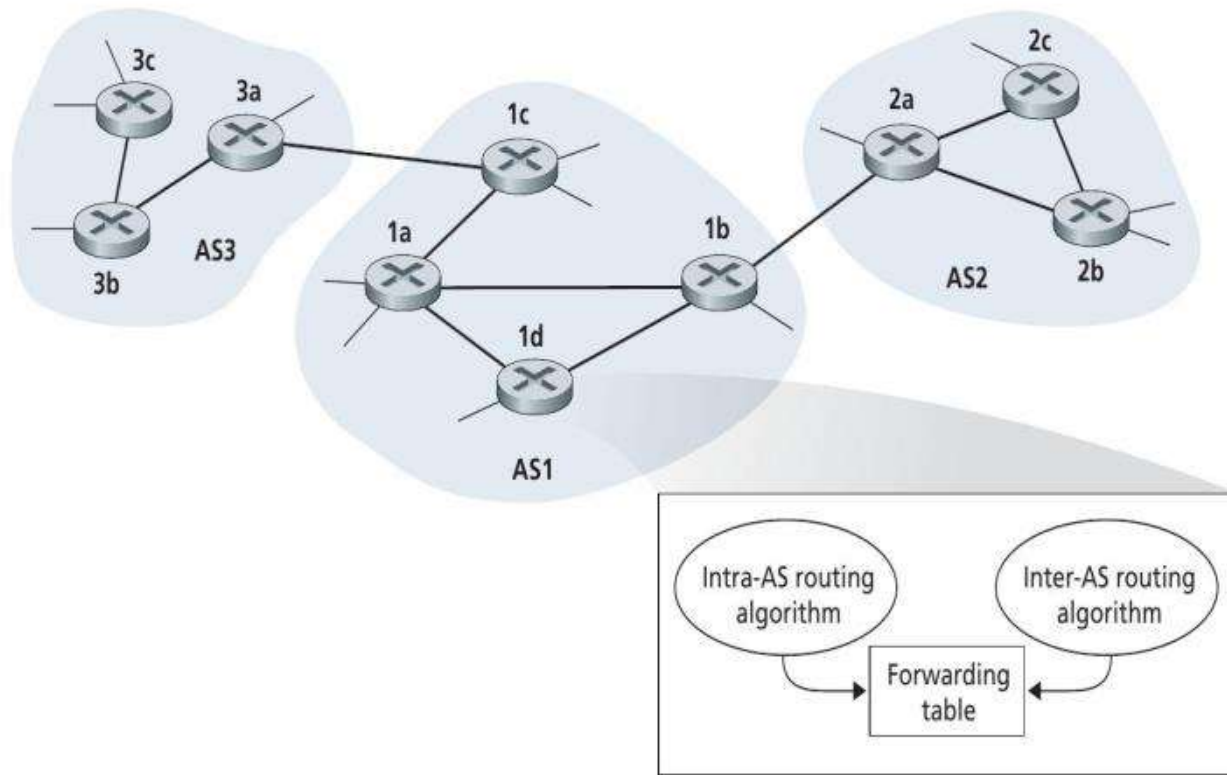 3c
3a
3b
AS3
1c
1a
1b
1d
AS1
2c
2a
2b
AS2
Intra-AS routing
algorithm
Inter-AS routing
algorithm
Forwarding
table